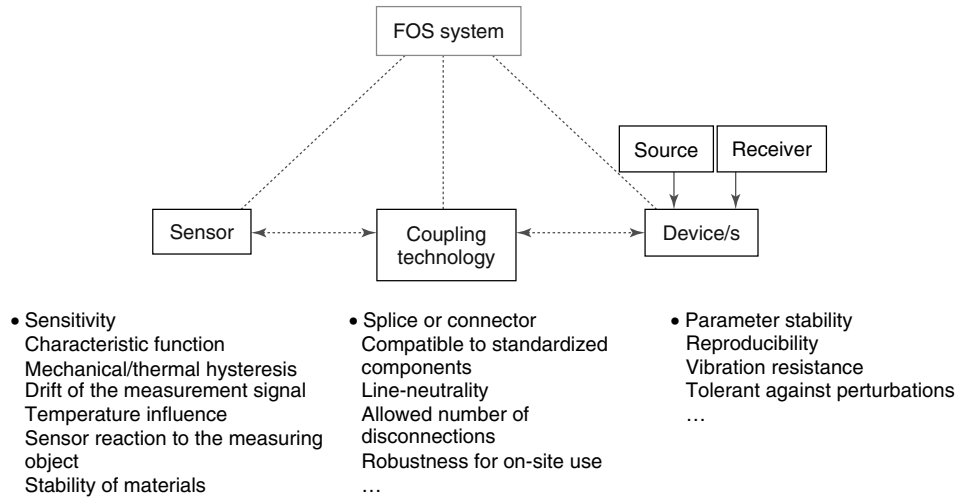 FOS system
Source
Receiver
Sensor
Coupling
technology
Device/s
• Sensitivity
Characteristic function
Mechanical/thermal hysteresis
Drift of the measurement signal
Temperature influence
Sensor reaction to the measuring
object
Stability of materials
• Splice or connector
Compatible to standardized
components
Line-neutrality
Allowed number of
disconnections
Robustness for on-site use
…
• Parameter stability
Reproducibility
Vibration resistance
Tolerant against perturbations
…